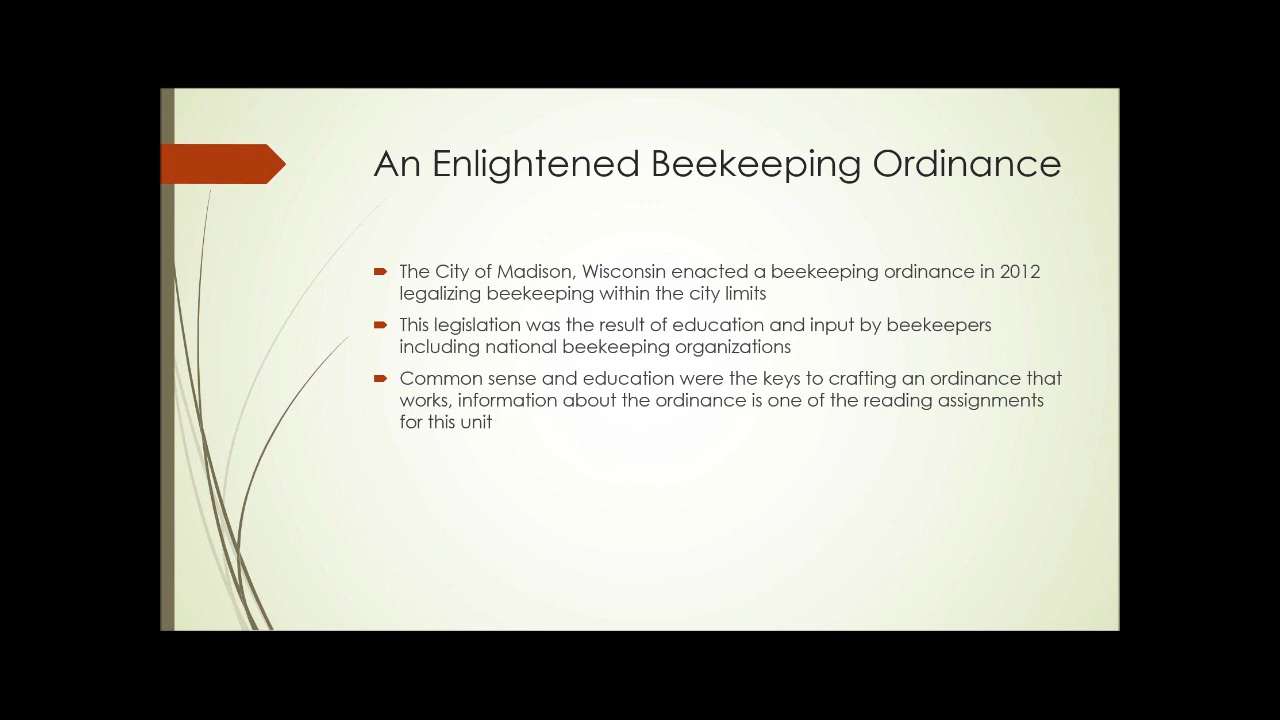 An Enlightened Beekeeping Ordinance
The City of Madison, Wisconsin enacted a beekeeping ordinance in 2012
legalizing beekeeping within the city limits
This legislation was the result of education and input by beekeepers
including national beekeeping organizations
Common sense and education were the keys to crafting an ordinance that
works, information about the ordinance is one of the reading assignments
for this unit